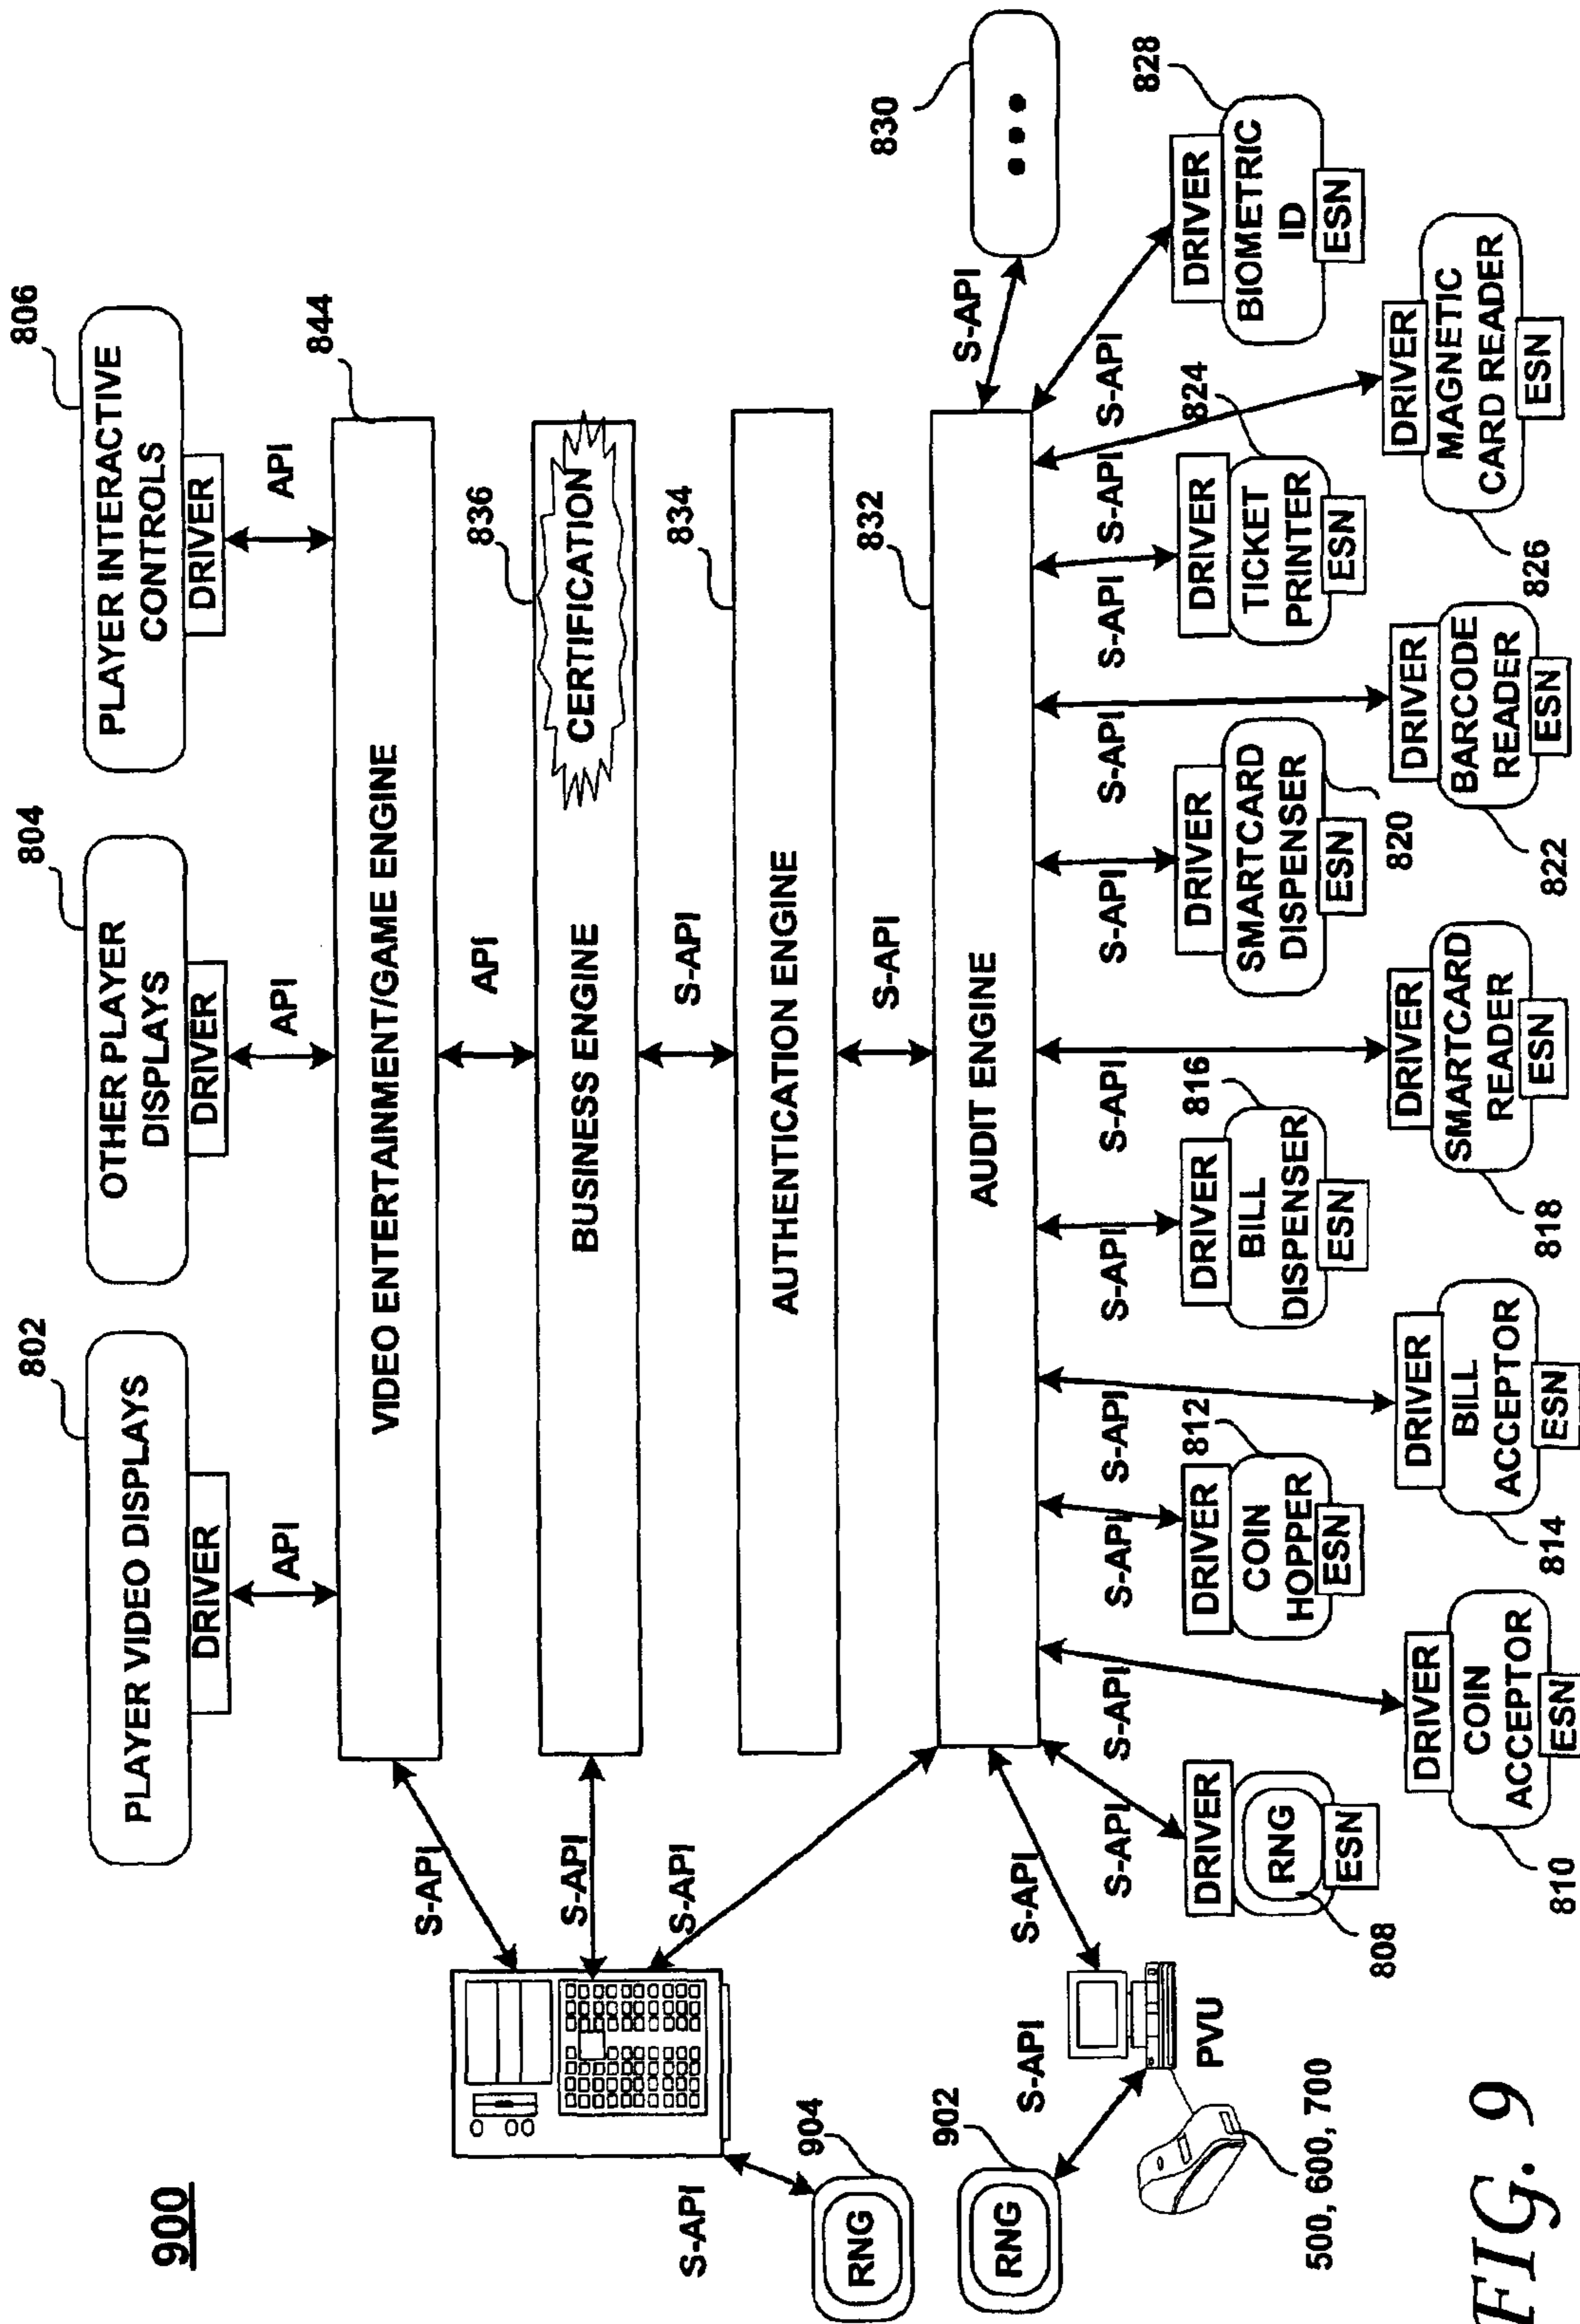 900
802
PLAYER VIDEO DISPLAYS
DRIVER
API
804
OTHER PLAYER
DISPLAYS
DRIVER
API
806
PLAYER INTERACTIVE
CONTROLS
DRIVER
API
844
VIDEO ENTERTAINMENT/GAME ENGINE
API
836
BUSINESS ENGINE
CERTIFICATION
S-API
834
AUTHENTICATION ENGINE
S-API
832
AUDIT ENGINE
S-API
S-API
S-API
S-API
RNG
904
S-API
S-API
RNG
902
PVU
500, 600, 700
S-API
DRIVER
RNG
ESN
808
S-API
DRIVER
COIN
ACCEPTOR
ESN
810
S-API
DRIVER
COIN
HOPPER
ESN
812
S-API
DRIVER
BILL
ACCEPTOR
ESN
814
S-API
DRIVER
BILL
DISPENSER
ESN
816
S-API
DRIVER
SMARTCARD
READER
ESN
818
S-API
DRIVER
SMARTCARD
DISPENSER
ESN
820
S-API
DRIVER
BARCODE
READER
ESN
822
S-API
DRIVER
TICKET
PRINTER
ESN
824
S-API
DRIVER
MAGNETIC
CARD READER
ESN
826
S-API
DRIVER
BIOMETRIC
ID
ESN
828
S-API
830
FIG. 9